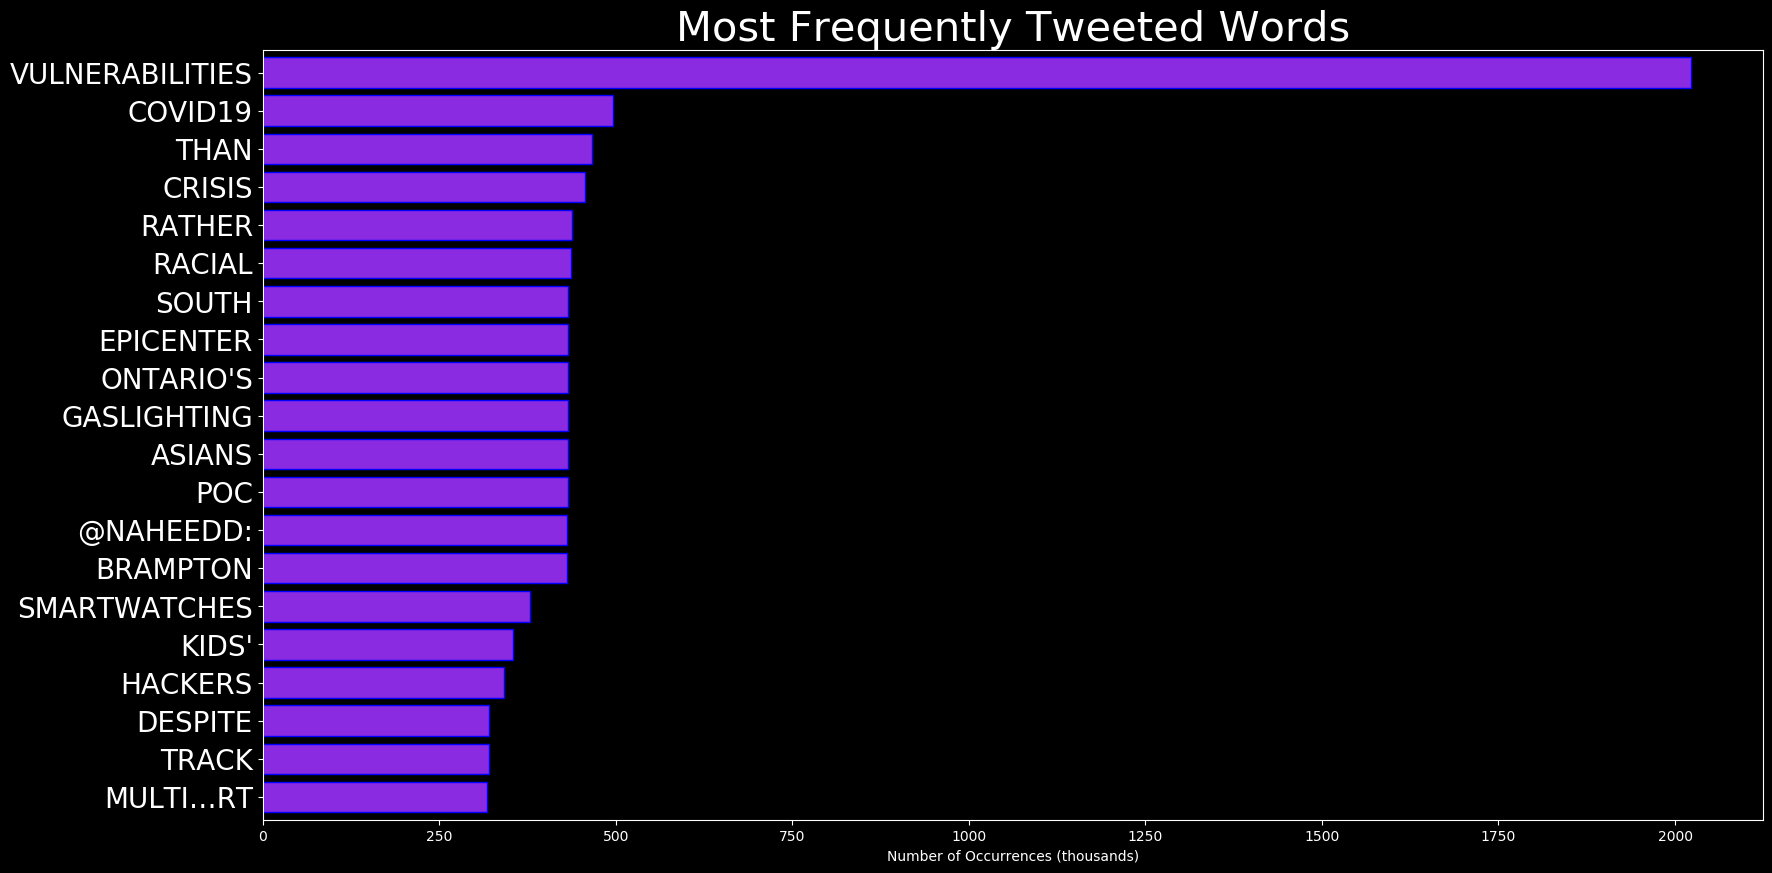 Most Frequently Tweeted Words
VULNERABILITIES
COVID19
THAN
CRISIS
RATHER
RACIAL
SOUTH
EPICENTER
ONTARIO'S
GASLIGHTING
ASIANS
POC
@NAHEEDD:
BRAMPTON
SMARTWATCHES
KIDS'
HACKERS
DESPITE
TRACK
MULTI…RT
0 250 500 750 1000 1250 1500 1750 2000
Number of Occurrences (thousands)